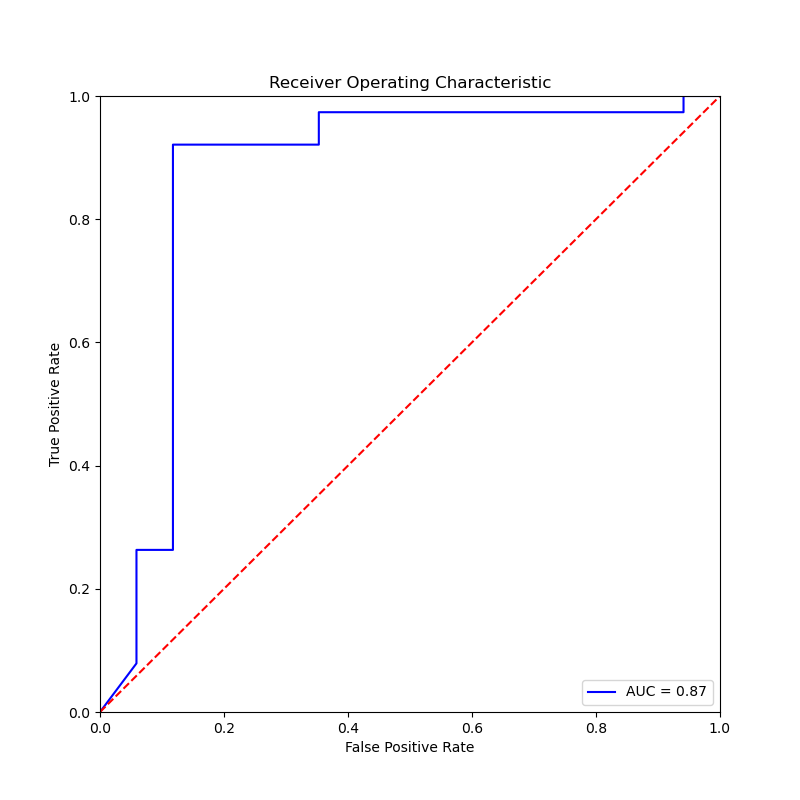 Receiver Operating Characteristic
1.0
0.8
0.6
0.4
0.2
0.0
True Positive Rate
AUC = 0.87
0.0 0.2 0.4 0.6 0.8 1.0
False Positive Rate